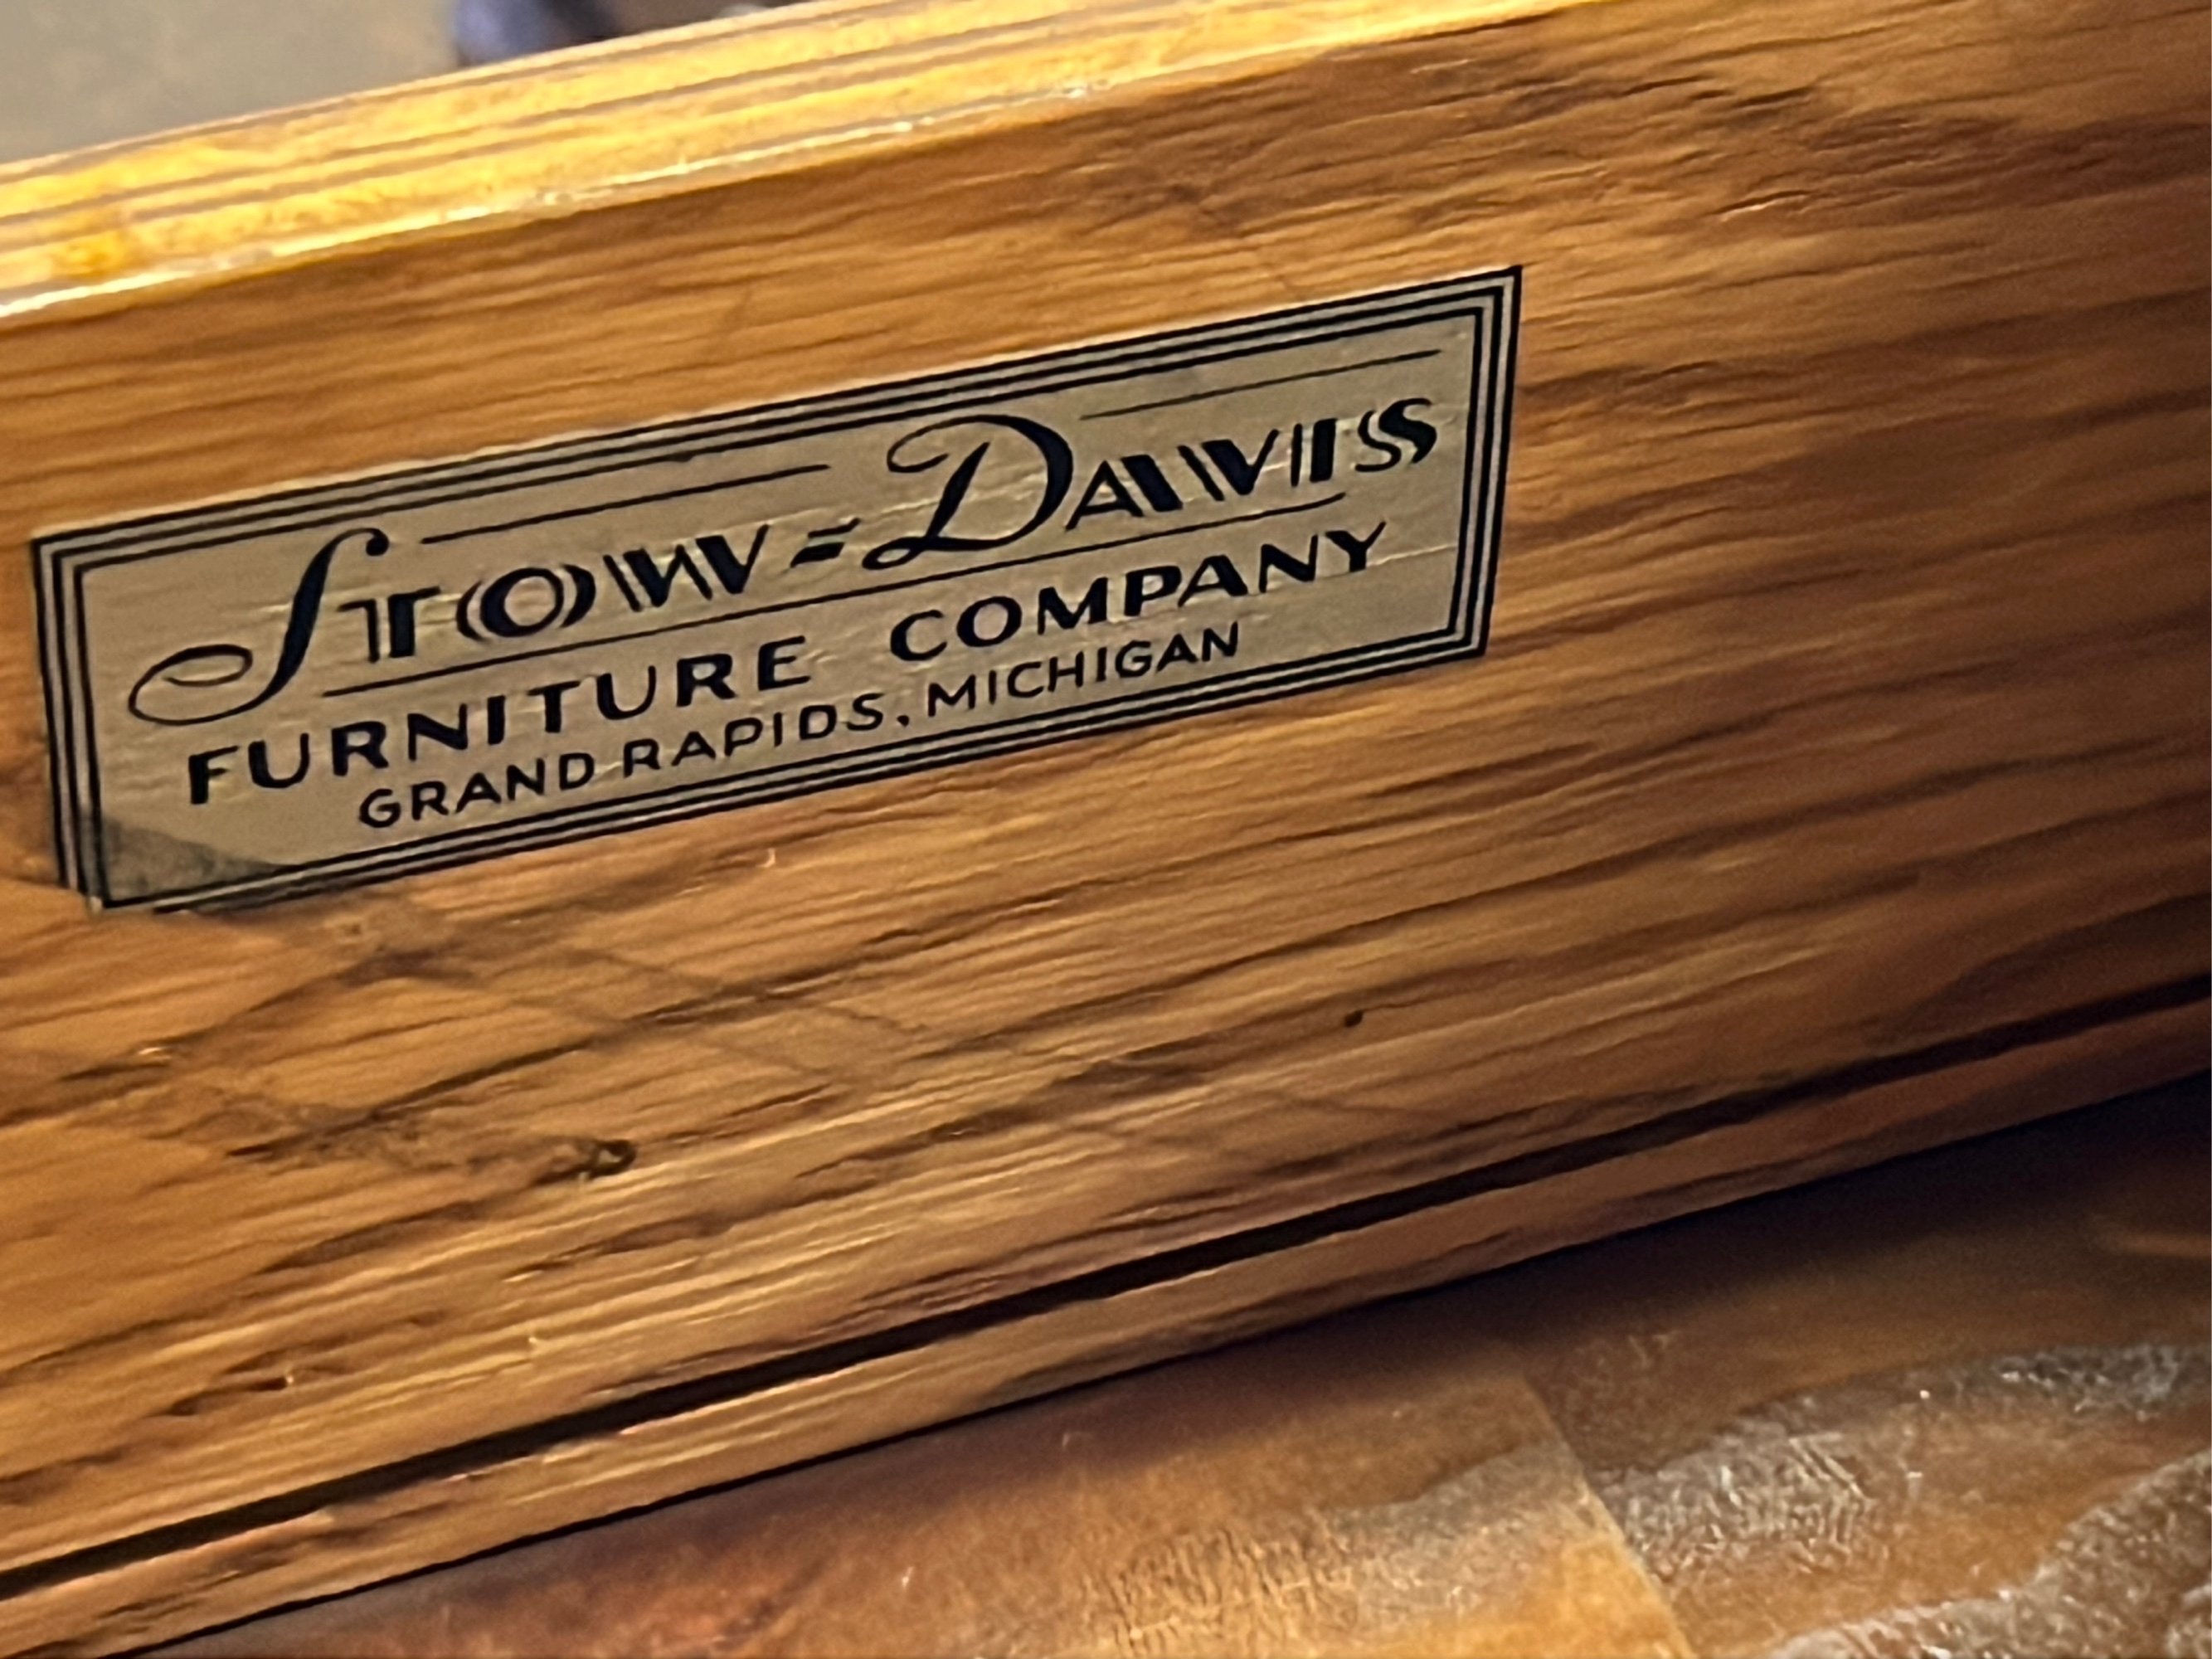 Stow-Davis
FURNITURE COMPANY
GRAND RAPIDS, MICHIGAN